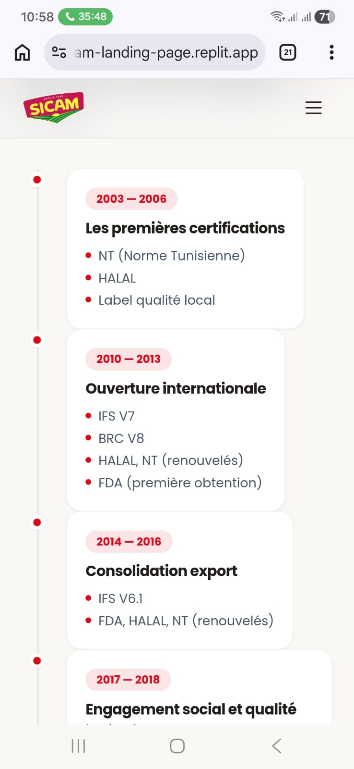 10:58
35:48
71
am-landing-page.replit.app
21
SICAM
2003 — 2006
Les premières certifications
NT (Norme Tunisienne)
HALAL
Label qualité local
2010 — 2013
Ouverture internationale
IFS V7
BRC V8
HALAL, NT (renouvelés)
FDA (première obtention)
2014 — 2016
Consolidation export
IFS V6.1
FDA, HALAL, NT (renouvelés)
2017 — 2018
Engagement social et qualité